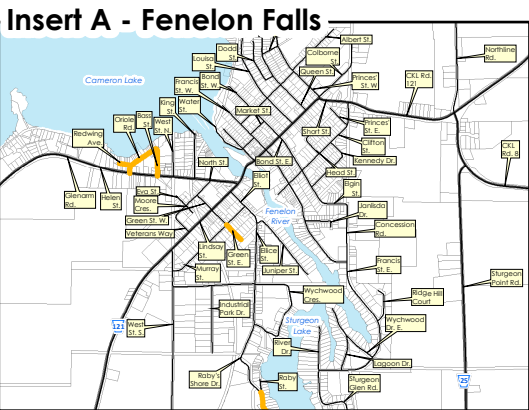 Insert A - Fenelon Falls
Albert St.
Dodd
St.
Colborne
St.
Northline
Rd.
Louisa
St.
Queen St.
Cameron Lake
Bond
St. W.
Francis
St. W.
Princes'
St. W
CKL Rd.
121
King
St.
Water
St.
Market St.
Oriole
Rd.
Bass
St.
West
St. N.
Princes'
St. E.
Redwing
Ave.
Short St.
Clifton
St.
CKL
Rd. 8
North St.
Bond St. E.
Kennedy Dr.
Eliot
St.
Head St.
Elgin
St.
Glenarm
Rd.
Helen
St.
Eva St.
Moore
Cres.
Fenelon
River
Janlisda
Dr.
Green St. W.
Concession
Rd.
Veterans Way
Lindsay
St.
Green
St. E.
Ellice
St.
Francis
St. E.
Murray
St.
Juniper St.
Sturgeon
Point Rd.
Wychwood
Cres.
Ridge Hill
Court
Industrial
Park Dr.
121
West
St. S.
Sturgeon
Lake
Wychwood
Dr. E.
River
Dr.
Lagoon Dr.
Raby's
Shore Dr.
Raby
St.
Sturgeon
Glen Rd.
25